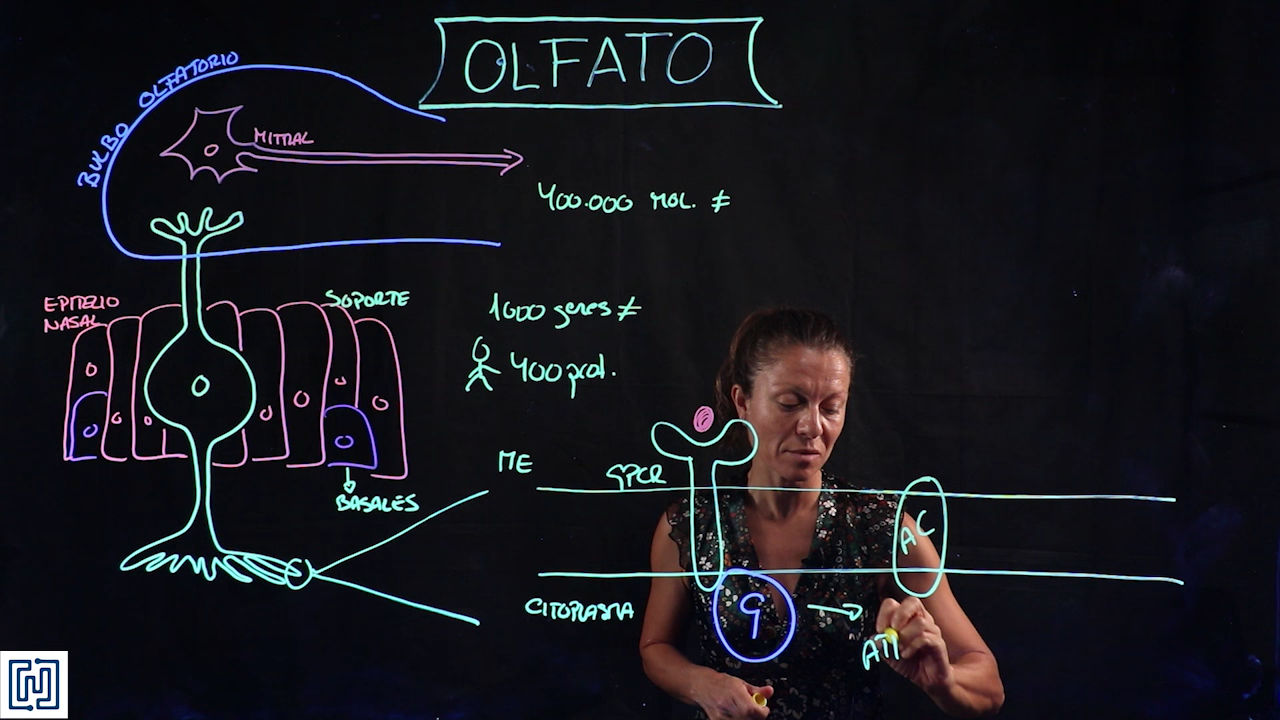 OLFATO
BULBO OLFATORIO
MITRAL
400.000 MOL. ≠
EPITELIO
NASAL
SOPORTE
1000 genes ≠
400 prot.
ME
GPCR
BASALES
AC
CITOPLASMA
G
ATP